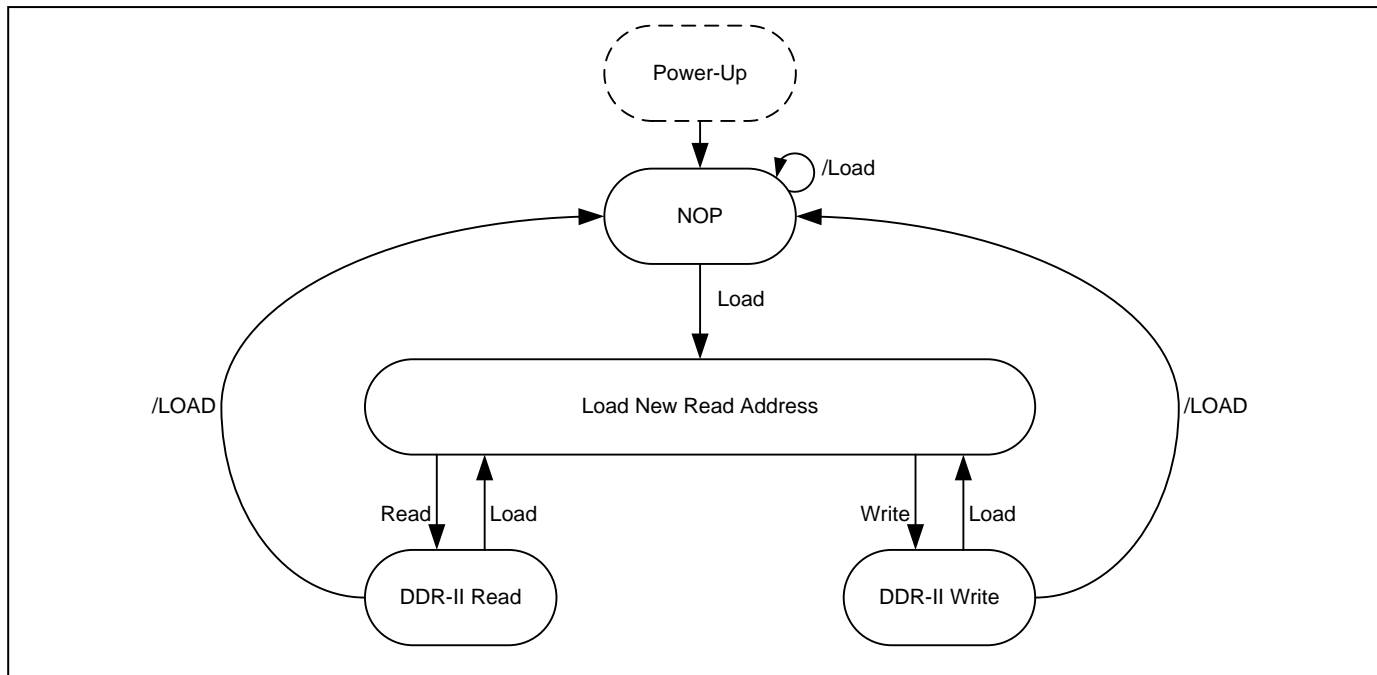 Power-Up
/Load
NOP
Load
/LOAD
Load New Read Address
/LOAD
Read
Load
Write
Load
DDR-II Read
DDR-II Write